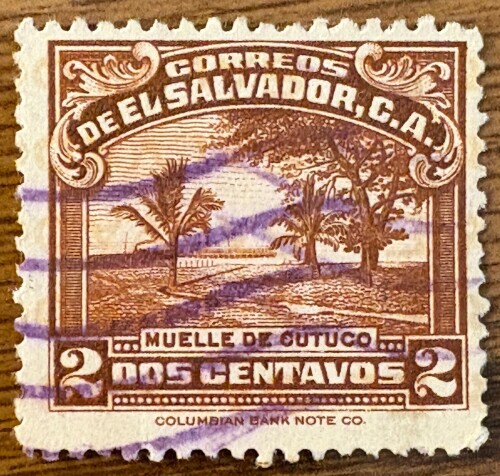 CORREOS
DE EL SALVADOR, C.A.
MUELLE DE CUTUCO
2 DOS CENTAVOS 2
COLUMBIAN BANK NOTE CO.